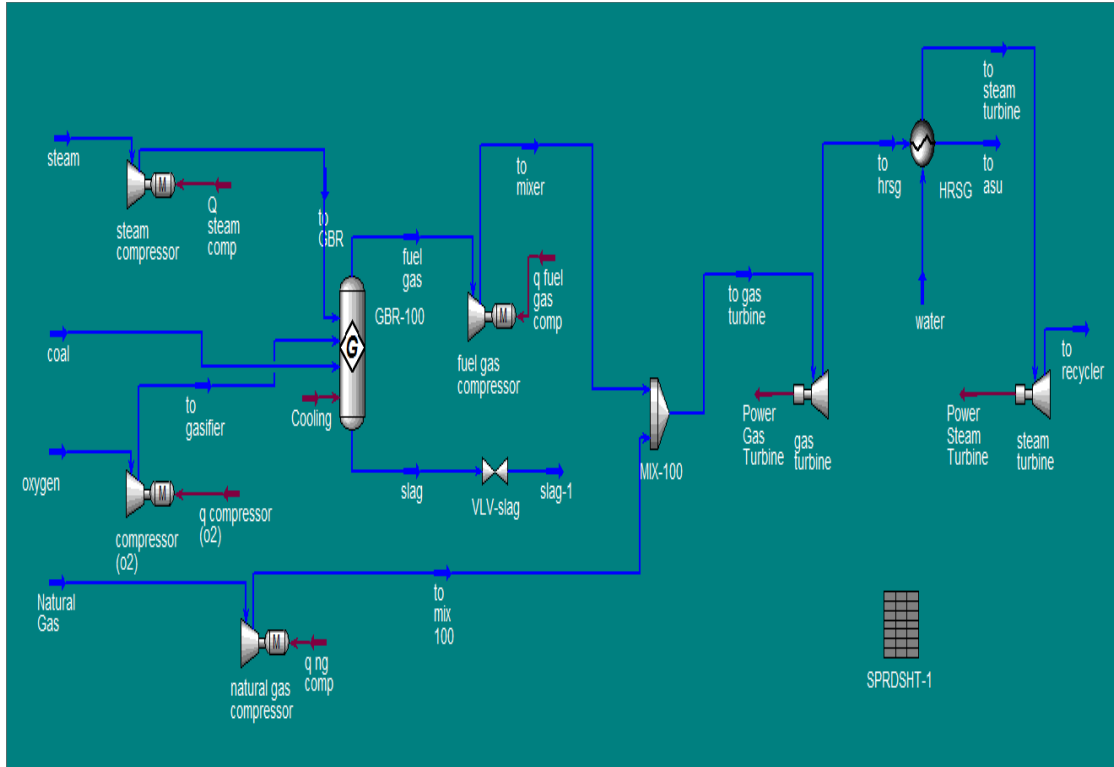 steam
M
Q
steam
comp
steam
compressor
to
GBR
coal
oxygen
M
q compressor
(o2)
compressor
(o2)
to
gasifier
Cooling
GBR-100
G
fuel
gas
M
q fuel
gas
comp
fuel gas
compressor
to
mixer
slag
VLV-slag
slag-1
Natural
Gas
M
q ng
comp
natural gas
compressor
to
mix
100
MIX-100
to gas
turbine
Power
Gas
Turbine
gas
turbine
to
hrsg
HRSG
to
asu
water
to
steam
turbine
Power
Steam
Turbine
steam
turbine
to
recycler
SPRDSHT-1